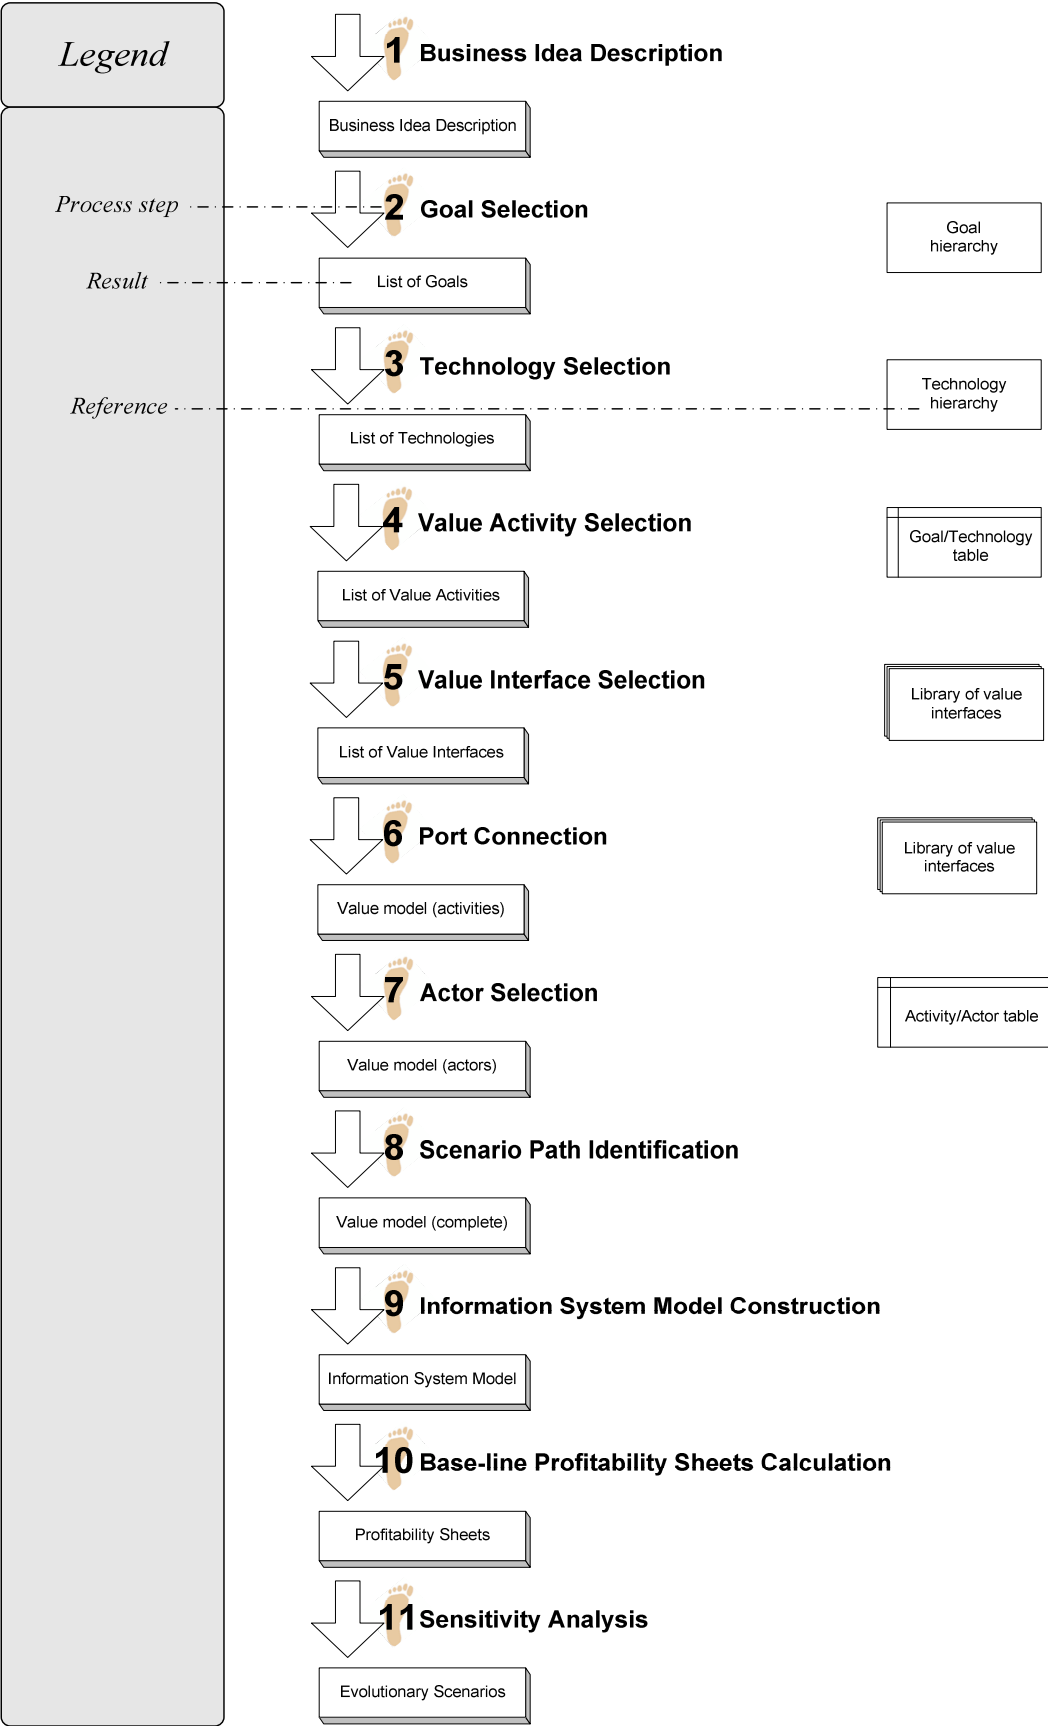 Legend
1 Business Idea Description
Business Idea Description
Process step
2 Goal Selection
Goal
hierarchy
Result
List of Goals
3 Technology Selection
Technology
hierarchy
Reference
List of Technologies
4 Value Activity Selection
Goal/Technology
table
List of Value Activities
5 Value Interface Selection
Library of value
interfaces
List of Value Interfaces
6 Port Connection
Library of value
interfaces
Value model (activities)
7 Actor Selection
Activity/Actor table
Value model (actors)
8 Scenario Path Identification
Value model (complete)
9 Information System Model Construction
Information System Model
10 Base-line Profitability Sheets Calculation
Profitability Sheets
11 Sensitivity Analysis
Evolutionary Scenarios